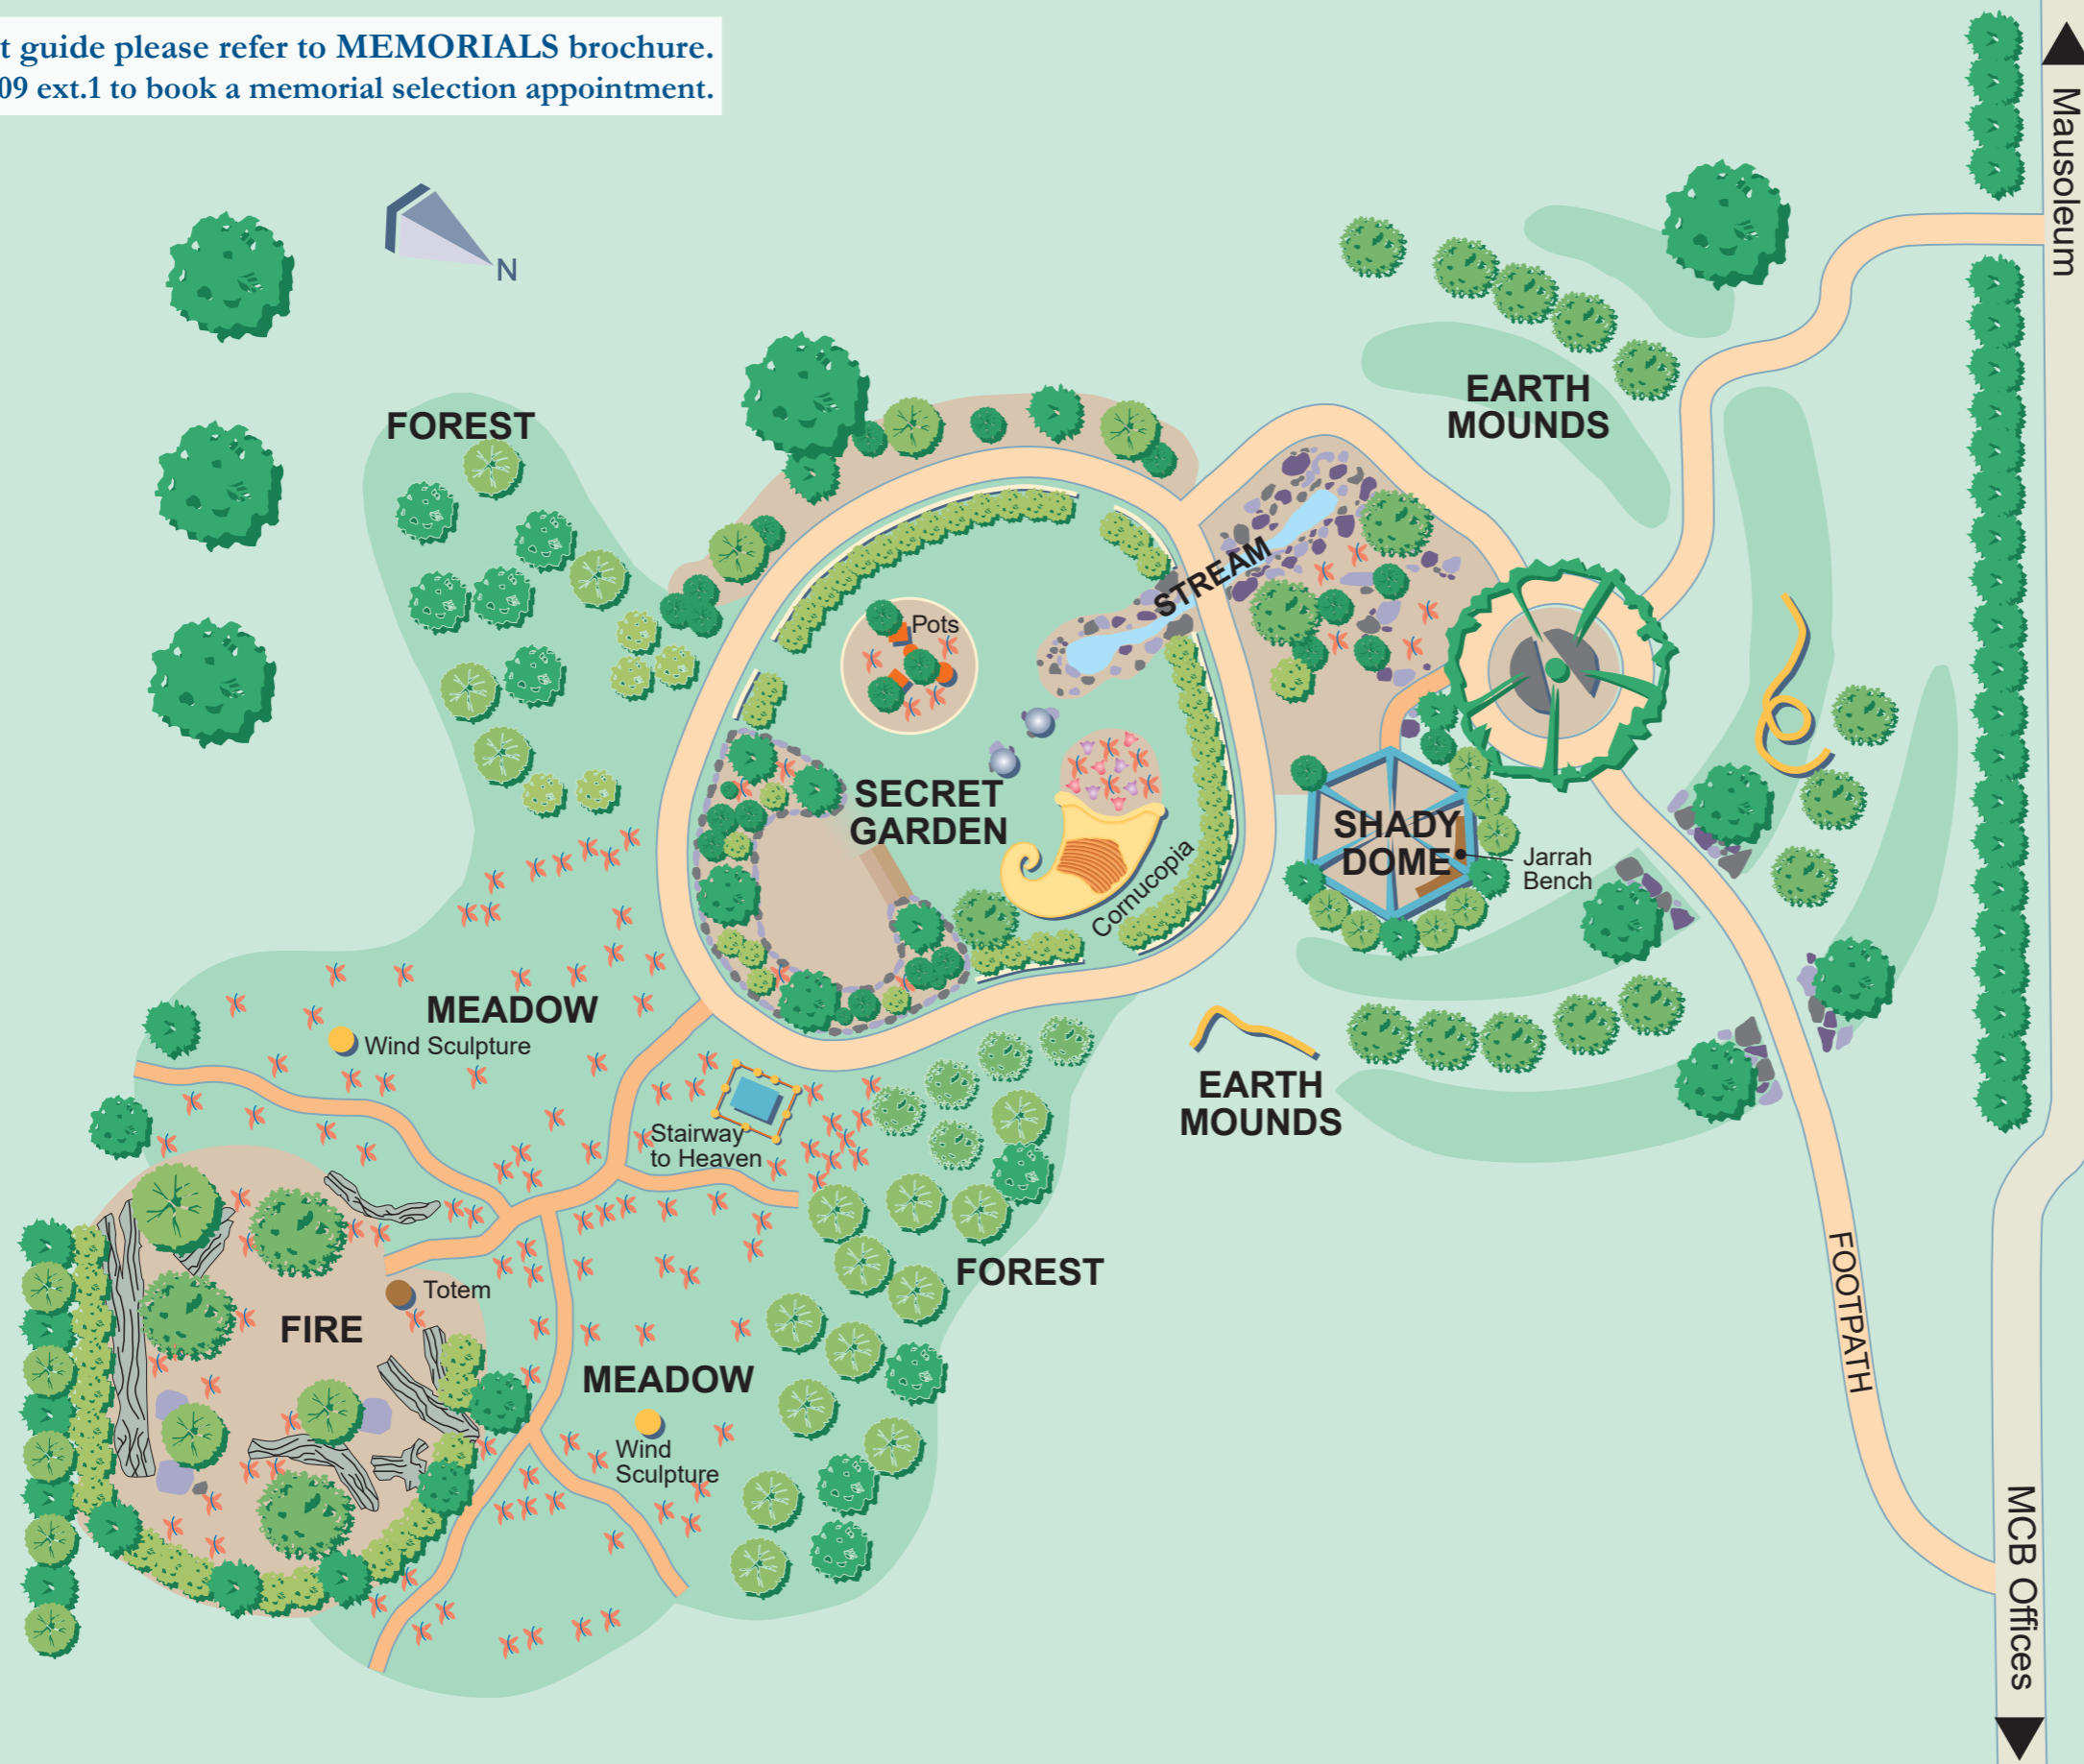 t guide please refer to MEMORIALS brochure.
09 ext.1 to book a memorial selection appointment.
Mausoleum
N
EARTH
MOUNDS
FOREST
STREAM
Pots
SECRET
GARDEN
SHADY
DOME
Jarrah
Bench
Cornucopia
MEADOW
Wind Sculpture
EARTH
MOUNDS
Stairway
to Heaven
FOREST
FOOTPATH
Totem
FIRE
MEADOW
Wind
Sculpture
MCB Offices